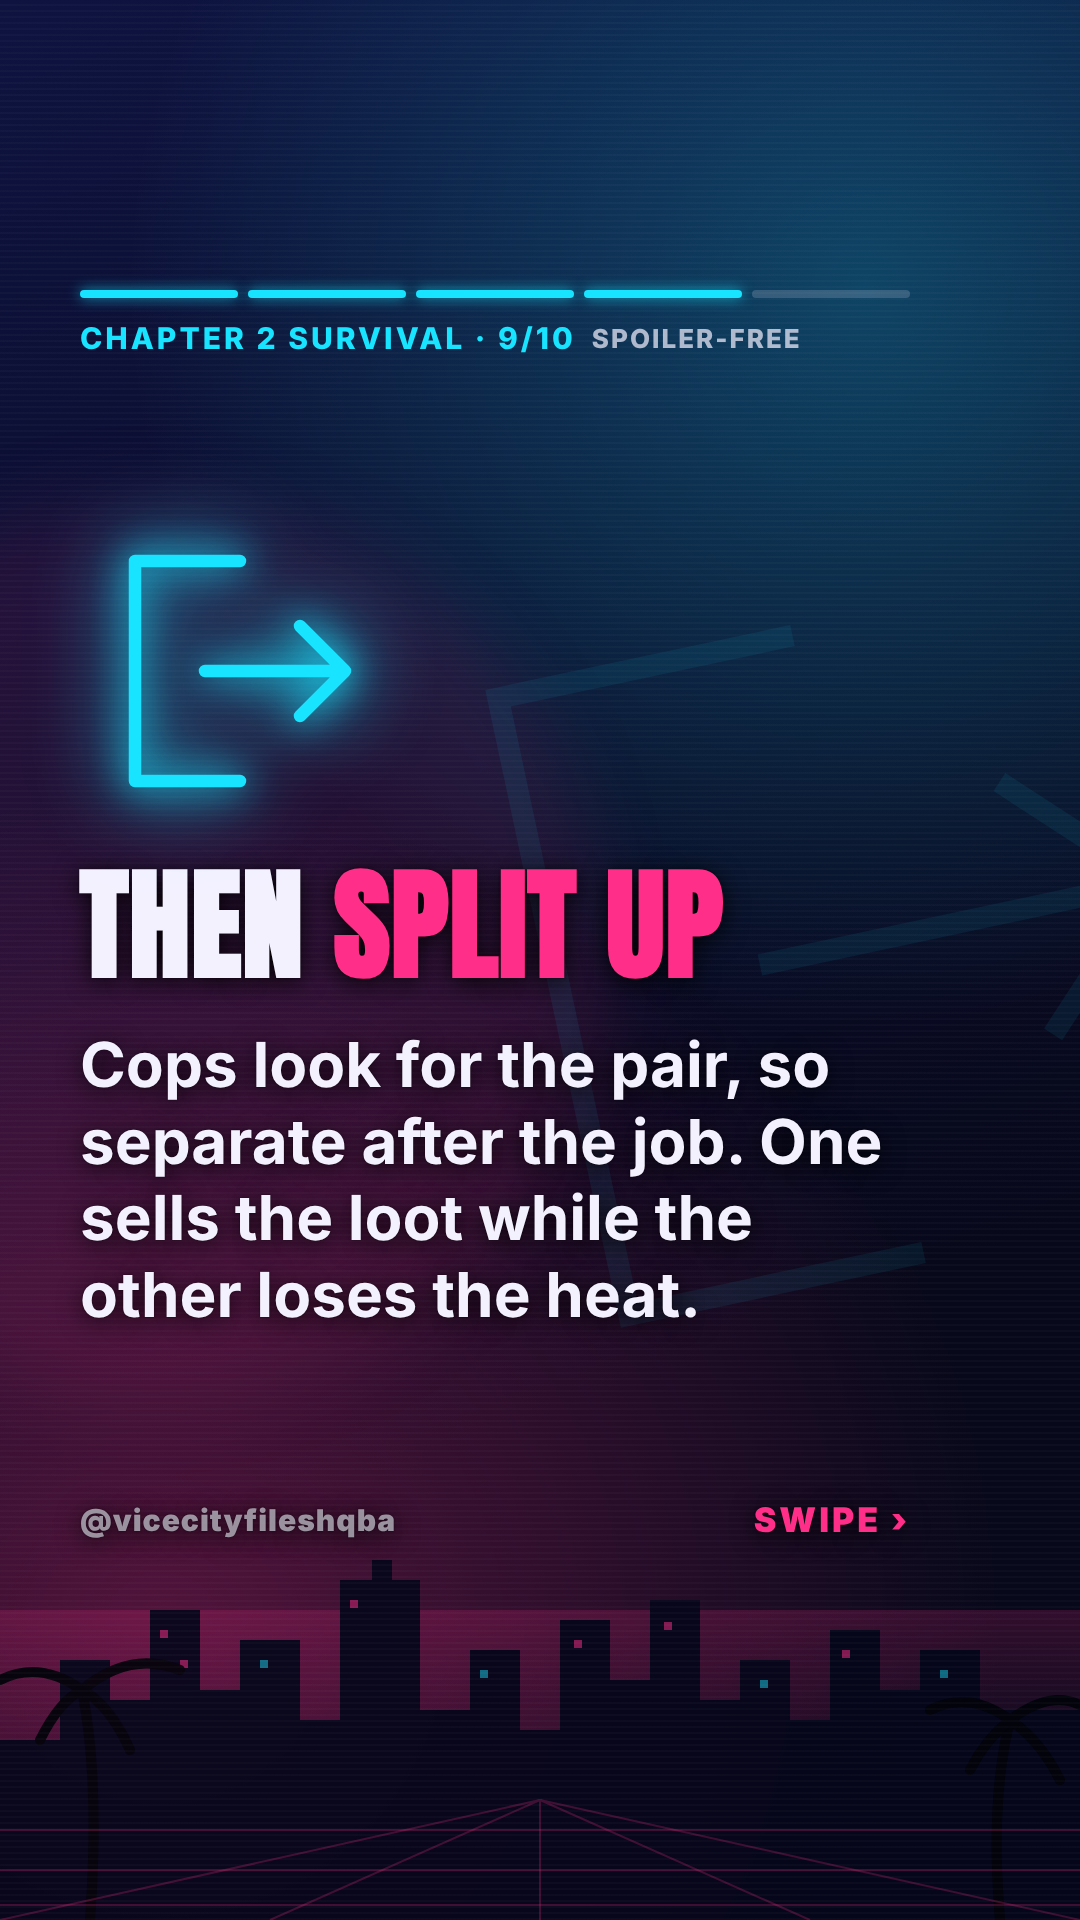 CHAPTER 2 SURVIVAL · 9/10 SPOILER-FREE
THEN SPLIT UP
Cops look for the pair, so
separate after the job. One
sells the loot while the
other loses the heat.
@vicecityfileshqba
SWIPE ›